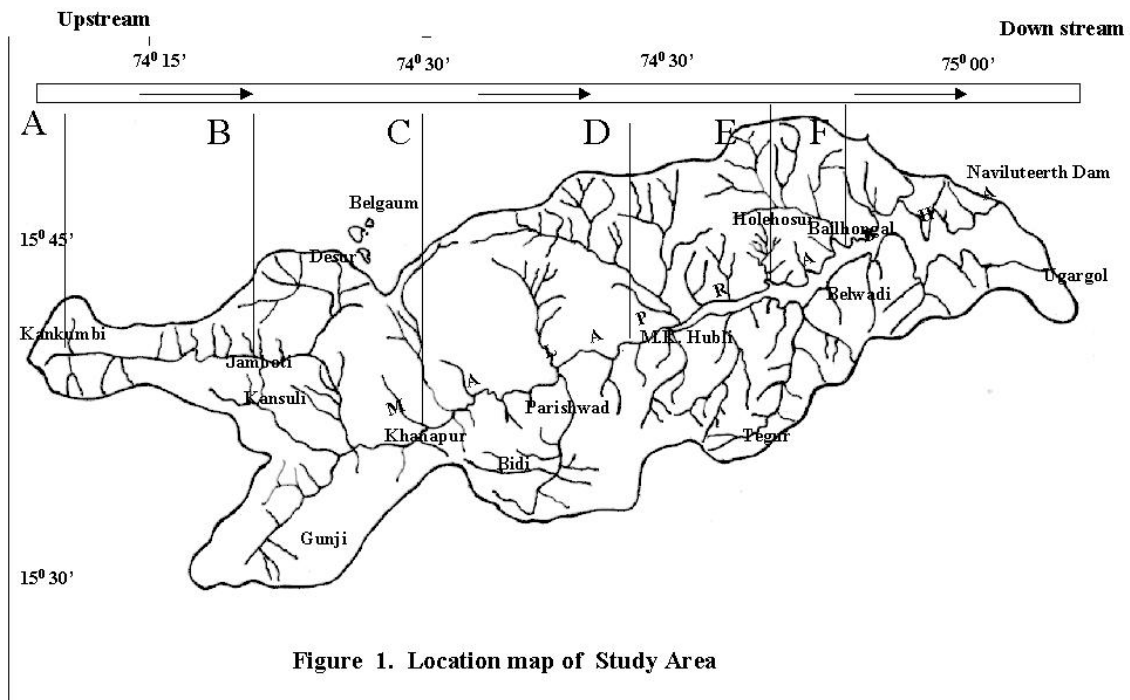 Upstream
Down stream
74⁰ 15’
74⁰ 30’
74⁰ 30’
75⁰ 00’
A
B
C
D
E
F
Naviluteerth Dam
Belgaum
Holehosur
Ballhongal
15⁰ 45’
Desur
Ugargol
Belwadi
Kankumbi
M.K. Hubli
Jamboti
Kansuli
Parishwad
Khanapur
Tegur
Bidi
Gunji
M
A
L
A
P
R
A
B
H
A
15⁰ 30’
Figure 1. Location map of Study Area